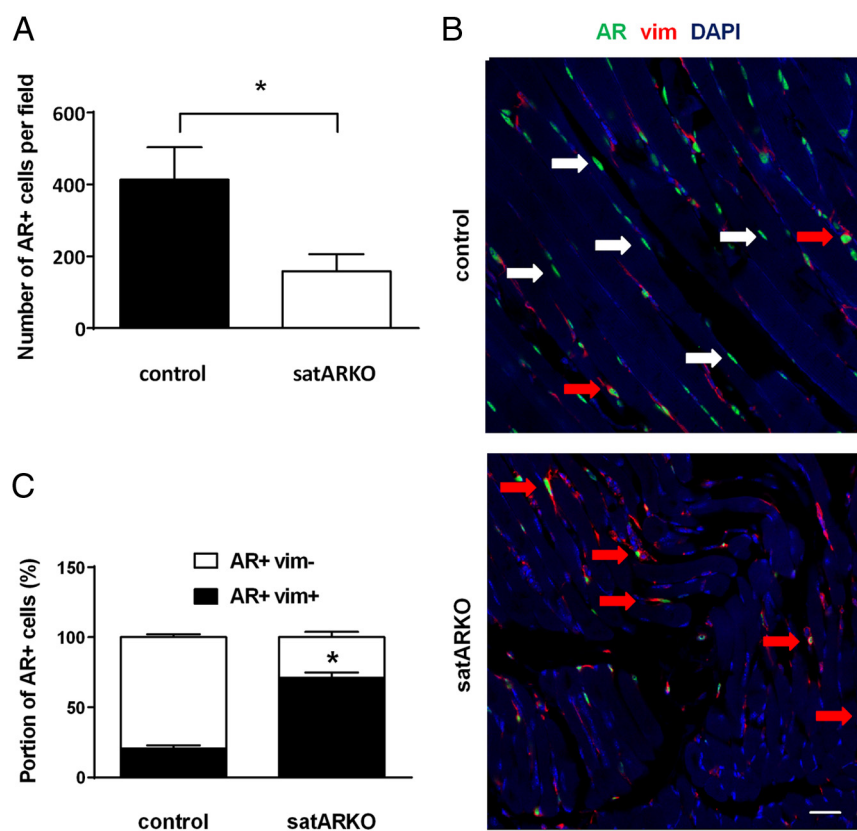 A
Number of AR+ cells per field
600
400
200
0
*
control
satARKO
B
AR vim DAPI
control
satARKO
C
Portion of AR+ cells (%)
AR+ vim-
AR+ vim+
150
100
50
0
*
control
satARKO